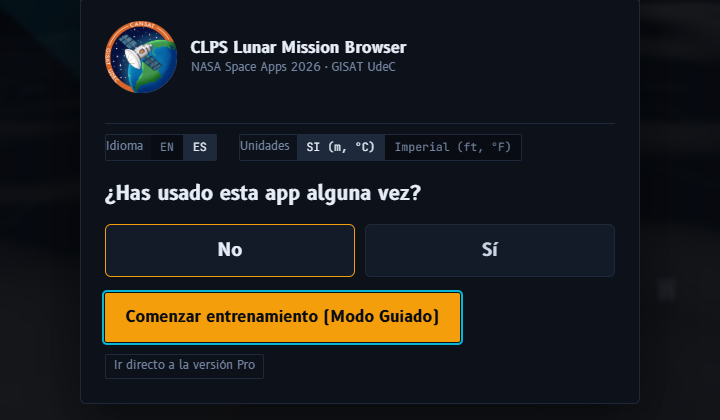 CANSAT
CLPS Lunar Mission Browser
NASA Space Apps 2026 · GISAT UdeC
Idioma EN ES Unidades SI (m, °C) Imperial (ft, °F)
¿Has usado esta app alguna vez?
No Sí
Comenzar entrenamiento (Modo Guiado)
Ir directo a la versión Pro